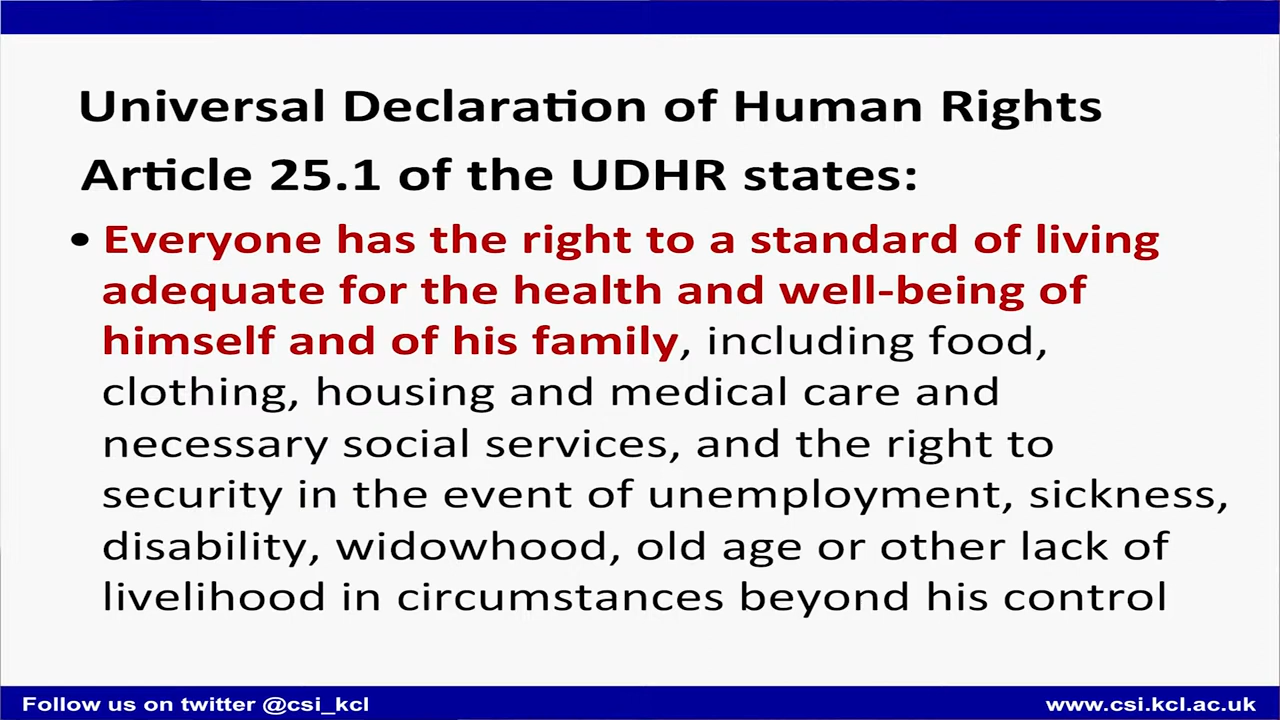 Universal Declaration of Human Rights
Article 25.1 of the UDHR states:
• Everyone has the right to a standard of living
adequate for the health and well-being of
himself and of his family, including food,
clothing, housing and medical care and
necessary social services, and the right to
security in the event of unemployment, sickness,
disability, widowhood, old age or other lack of
livelihood in circumstances beyond his control
Follow us on twitter @csi_kcl
www.csi.kcl.ac.uk